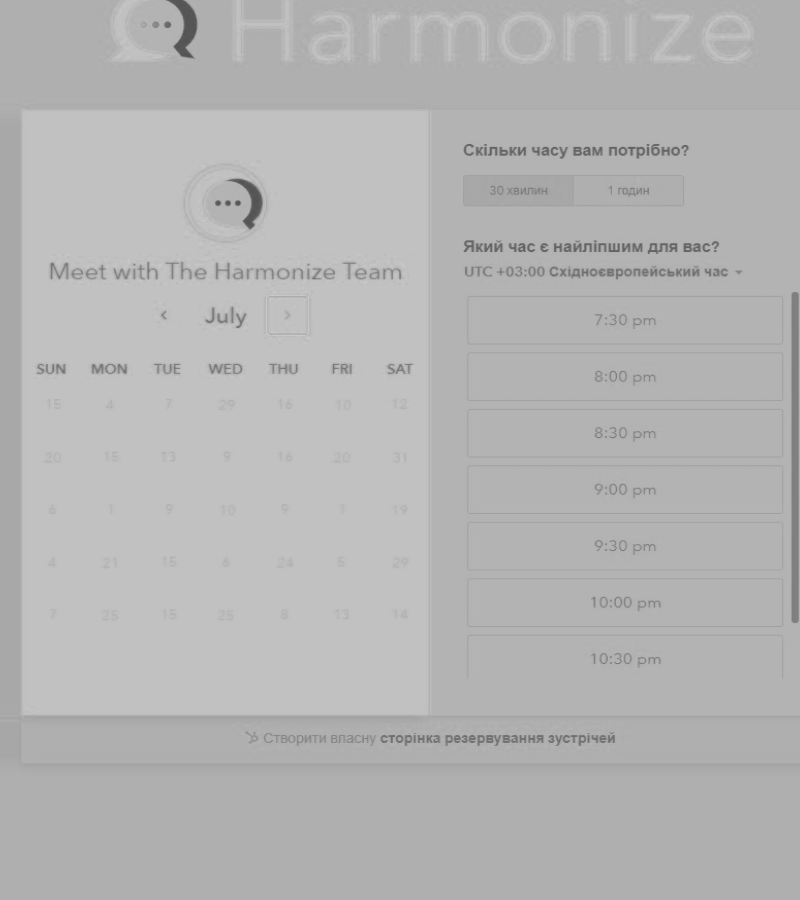 Harmonize
Meet with The Harmonize Team
July
SUN MON TUE WED THU FRI SAT
15 4 7 29 16 10 12
20 15 13 9 16 20 31
6 1 9 10 9 1 19
4 21 15 6 24 5 29
7 25 15 25 8 13 14
Скільки часу вам потрібно?
30 хвилин 1 годин
Який час є найліпшим для вас?
UTC +03:00 Східноєвропейський час
7:30 pm
8:00 pm
8:30 pm
9:00 pm
9:30 pm
10:00 pm
10:30 pm
Створити власну сторінка резервування зустрічей